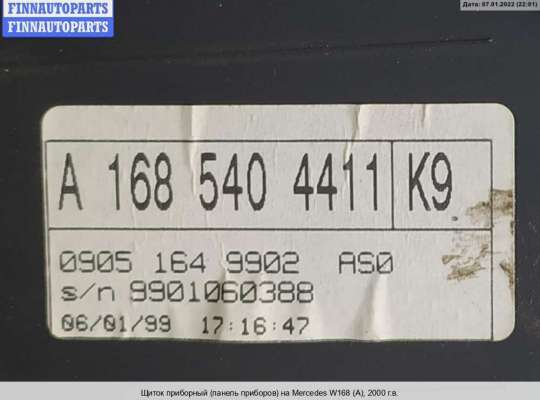 FINNAUTOPARTS
FINNAUTOPARTS
Дата: 07.01.2022 (22:01)
A 168 540 4411 K9
0905 164 9902 AS0
s/n 9901060388
06/01/99 17:16:47
Щиток приборный (панель приборов) на Mercedes W168 (A), 2000 г.в.